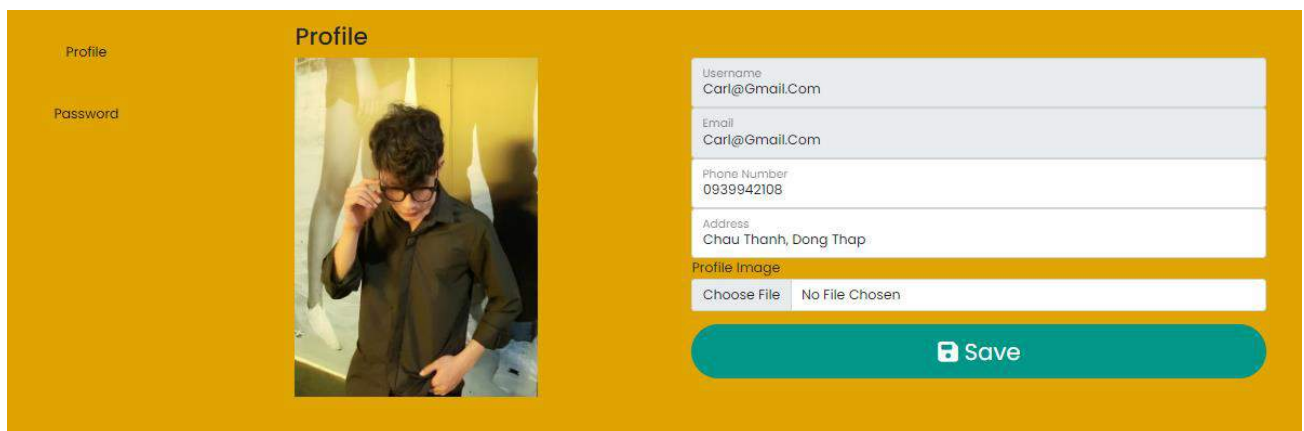 Profile
Password
Profile
Username
Carl@Gmail.Com
Email
Carl@Gmail.Com
Phone Number
0939942108
Address
Chau Thanh, Dong Thap
Profile Image
Choose File No File Chosen
Save